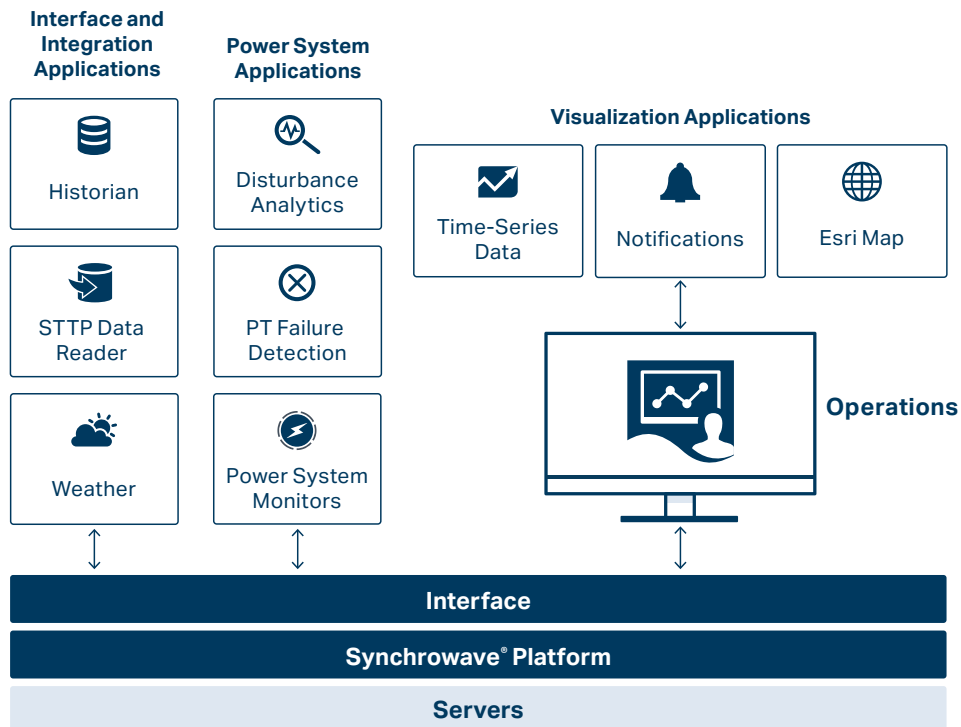 Interface and
Integration
Applications
Historian
STTP Data
Reader
Weather
Power System
Applications
Disturbance
Analytics
PT Failure
Detection
Power System
Monitors
Visualization Applications
Time-Series
Data
Notifications
Esri Map
Operations
Interface
Synchrowave® Platform
Servers